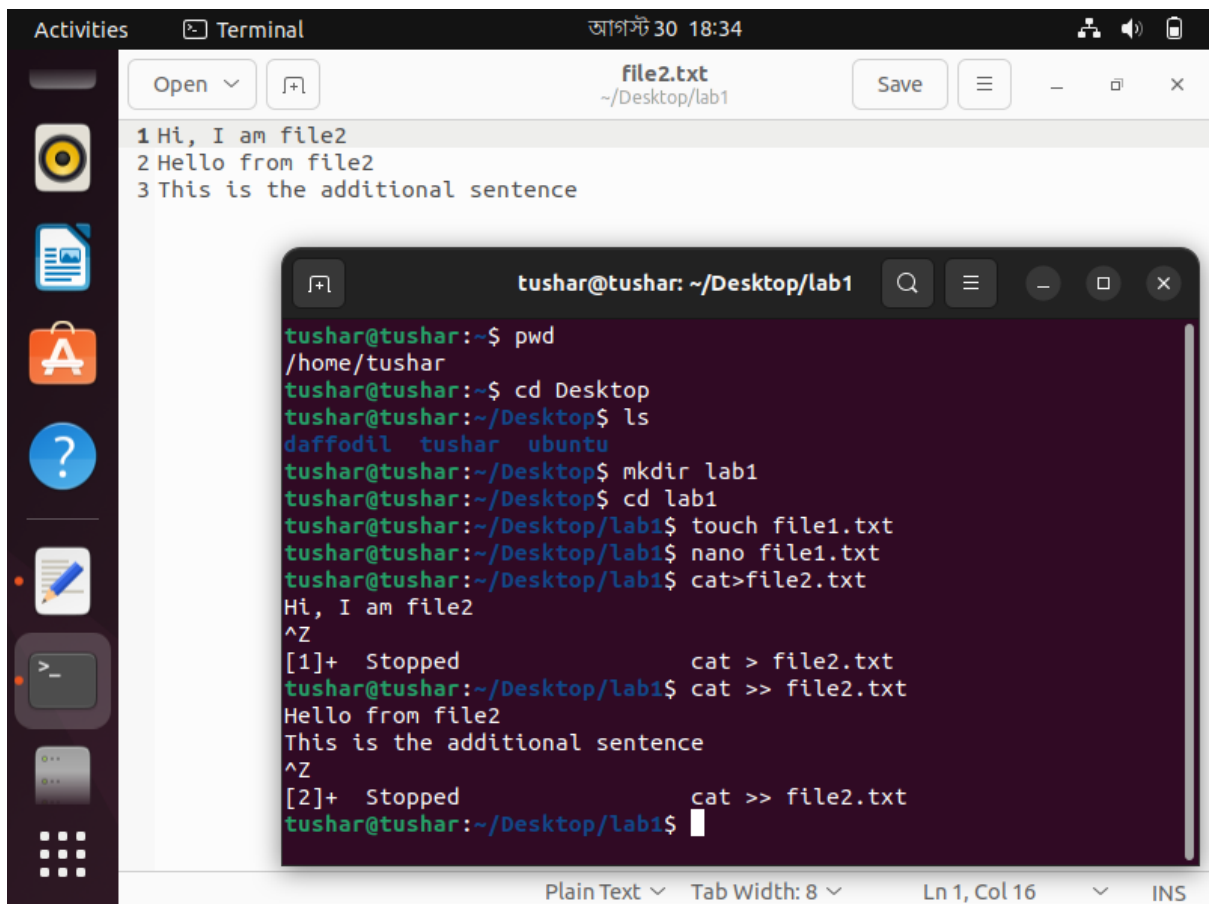 Activities Terminal আগস্ট 30 18:34
Open file2.txt Save
~/Desktop/lab1
1 Hi, I am file2
2 Hello from file2
3 This is the additional sentence
tushar@tushar: ~/Desktop/lab1
tushar@tushar:~$ pwd
/home/tushar
tushar@tushar:~$ cd Desktop
tushar@tushar:~/Desktop$ ls
daffodil tushar ubuntu
tushar@tushar:~/Desktop$ mkdir lab1
tushar@tushar:~/Desktop$ cd lab1
tushar@tushar:~/Desktop/lab1$ touch file1.txt
tushar@tushar:~/Desktop/lab1$ nano file1.txt
tushar@tushar:~/Desktop/lab1$ cat>file2.txt
Hi, I am file2
^Z
[1]+ Stopped cat > file2.txt
tushar@tushar:~/Desktop/lab1$ cat >> file2.txt
Hello from file2
This is the additional sentence
^Z
[2]+ Stopped cat >> file2.txt
tushar@tushar:~/Desktop/lab1$
Plain Text Tab Width: 8 Ln 1, Col 16 INS